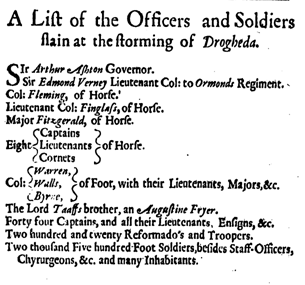 A List of the Officers and Soldiers
slain at the storming of Drogheda.
SIr Arthur Ashton Governor.
Sir Edmond Verney Lieutenant Col: to Ormonds Regiment.
Col: Fleming, of Horse.
Lieutenant Col: Finglass, of Horse.
Major Fitzgerald, of Horse.
Captains
Eight Lieutenants of Horse.
Cornets
Warren,
Col: Walls, of Foot, with their Lieutenants, Majors, &c.
Byrne,
The Lord Taaffs brother, an Augustine Fryer.
Forty four Captains, and all their Lieutenants, Ensigns, &c.
Two hundred and twenty Reformado's and Troopers.
Two thousand Five hundred Foot Soldiers, besides Staff-Officers,
Chyrurgeons, &c. and many Inhabitants.